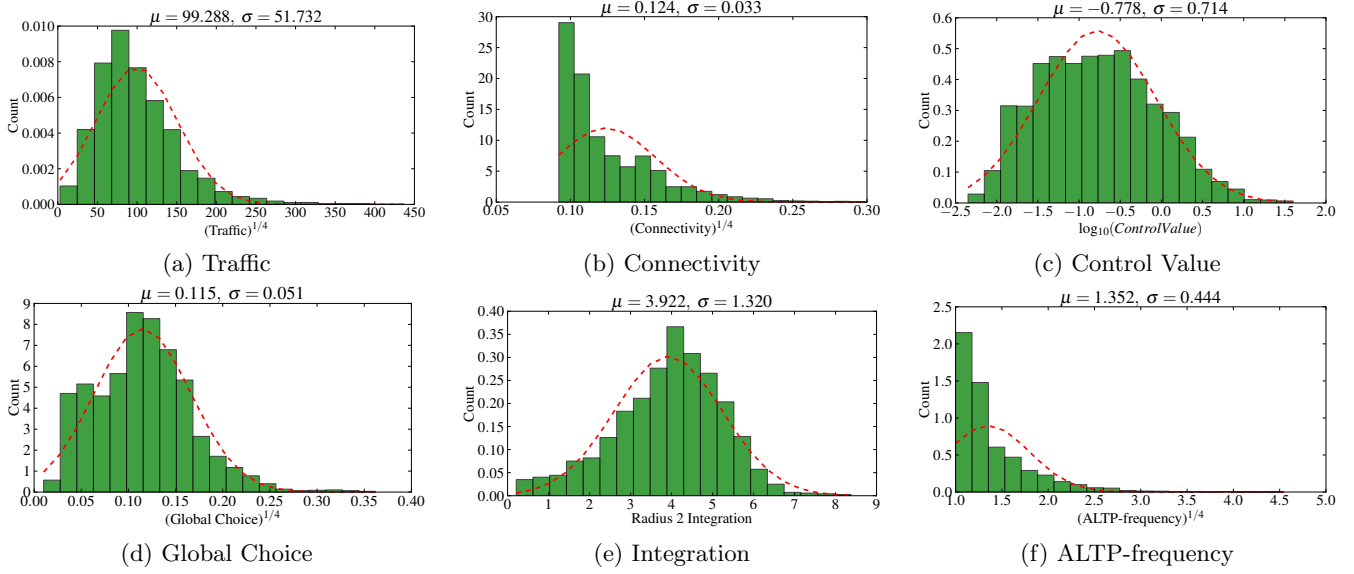 μ = 99.288, σ = 51.732
0.010
0.008
0.006
0.004
0.002
0.000
Count
0 50 100 150 200 250 300 350 400 450
(Traffic)^{1/4}
(a) Traffic
μ = 0.124, σ = 0.033
30
25
20
15
10
5
0
Count
0.05 0.10 0.15 0.20 0.25 0.30
(Connectivity)^{1/4}
(b) Connectivity
μ = −0.778, σ = 0.714
0.6
0.5
0.4
0.3
0.2
0.1
0.0
Count
−2.5 −2.0 −1.5 −1.0 −0.5 0.0 0.5 1.0 1.5 2.0
log₁₀(ControlValue)
(c) Control Value
μ = 0.115, σ = 0.051
9
8
7
6
5
4
3
2
1
0
Count
0.00 0.05 0.10 0.15 0.20 0.25 0.30 0.35 0.40
(Global Choice)^{1/4}
(d) Global Choice
μ = 3.922, σ = 1.320
0.40
0.35
0.30
0.25
0.20
0.15
0.10
0.05
0.00
Count
0 1 2 3 4 5 6 7 8 9
Radius 2 Integration
(e) Integration
μ = 1.352, σ = 0.444
2.5
2.0
1.5
1.0
0.5
0.0
Count
1.0 1.5 2.0 2.5 3.0 3.5 4.0 4.5 5.0
(ALTP-frequency)^{1/4}
(f) ALTP-frequency